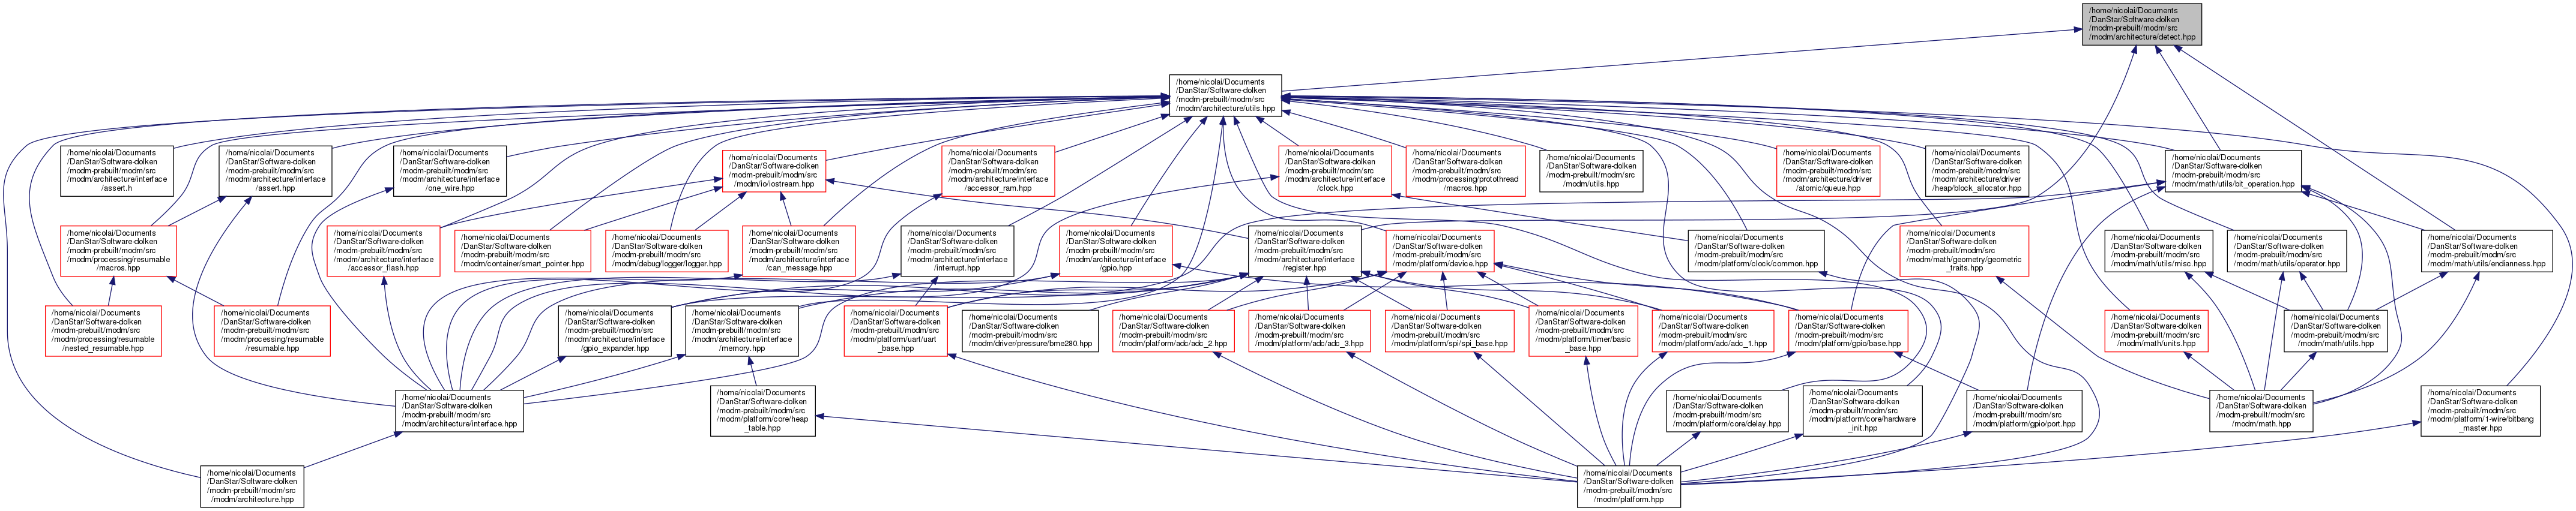 /home/nicolai/Documents
/DanStar/Software-dolken
/modm-prebuilt/modm/src
/modm/architecture/detect.hpp
/home/nicolai/Documents
/DanStar/Software-dolken
/modm-prebuilt/modm/src
/modm/architecture/utils.hpp
/home/nicolai/Documents
/DanStar/Software-dolken
/modm-prebuilt/modm/src
/modm/architecture/interface
/assert.h
/home/nicolai/Documents
/DanStar/Software-dolken
/modm-prebuilt/modm/src
/modm/architecture/interface
/assert.hpp
/home/nicolai/Documents
/DanStar/Software-dolken
/modm-prebuilt/modm/src
/modm/architecture/interface
/one_wire.hpp
/home/nicolai/Documents
/DanStar/Software-dolken
/modm-prebuilt/modm/src
/modm/io/iostream.hpp
/home/nicolai/Documents
/DanStar/Software-dolken
/modm-prebuilt/modm/src
/modm/architecture/interface
/accessor_ram.hpp
/home/nicolai/Documents
/DanStar/Software-dolken
/modm-prebuilt/modm/src
/modm/architecture/interface
/clock.hpp
/home/nicolai/Documents
/DanStar/Software-dolken
/modm-prebuilt/modm/src
/modm/processing/protothread
/macros.hpp
/home/nicolai/Documents
/DanStar/Software-dolken
/modm-prebuilt/modm/src
/modm/utils.hpp
/home/nicolai/Documents
/DanStar/Software-dolken
/modm-prebuilt/modm/src
/modm/architecture/driver
/atomic/queue.hpp
/home/nicolai/Documents
/DanStar/Software-dolken
/modm-prebuilt/modm/src
/modm/architecture/driver
/heap/block_allocator.hpp
/home/nicolai/Documents
/DanStar/Software-dolken
/modm-prebuilt/modm/src
/modm/math/utils/bit_operation.hpp
/home/nicolai/Documents
/DanStar/Software-dolken
/modm-prebuilt/modm/src
/modm/processing/resumable
/macros.hpp
/home/nicolai/Documents
/DanStar/Software-dolken
/modm-prebuilt/modm/src
/modm/architecture/interface
/accessor_flash.hpp
/home/nicolai/Documents
/DanStar/Software-dolken
/modm-prebuilt/modm/src
/modm/container/smart_pointer.hpp
/home/nicolai/Documents
/DanStar/Software-dolken
/modm-prebuilt/modm/src
/modm/debug/logger/logger.hpp
/home/nicolai/Documents
/DanStar/Software-dolken
/modm-prebuilt/modm/src
/modm/architecture/interface
/can_message.hpp
/home/nicolai/Documents
/DanStar/Software-dolken
/modm-prebuilt/modm/src
/modm/architecture/interface
/interrupt.hpp
/home/nicolai/Documents
/DanStar/Software-dolken
/modm-prebuilt/modm/src
/modm/architecture/interface
/gpio.hpp
/home/nicolai/Documents
/DanStar/Software-dolken
/modm-prebuilt/modm/src
/modm/architecture/interface
/register.hpp
/home/nicolai/Documents
/DanStar/Software-dolken
/modm-prebuilt/modm/src
/modm/platform/device.hpp
/home/nicolai/Documents
/DanStar/Software-dolken
/modm-prebuilt/modm/src
/modm/platform/clock/common.hpp
/home/nicolai/Documents
/DanStar/Software-dolken
/modm-prebuilt/modm/src
/modm/math/geometry/geometric
_traits.hpp
/home/nicolai/Documents
/DanStar/Software-dolken
/modm-prebuilt/modm/src
/modm/math/utils/misc.hpp
/home/nicolai/Documents
/DanStar/Software-dolken
/modm-prebuilt/modm/src
/modm/math/utils/operator.hpp
/home/nicolai/Documents
/DanStar/Software-dolken
/modm-prebuilt/modm/src
/modm/math/utils/endianness.hpp
/home/nicolai/Documents
/DanStar/Software-dolken
/modm-prebuilt/modm/src
/modm/processing/resumable
/nested_resumable.hpp
/home/nicolai/Documents
/DanStar/Software-dolken
/modm-prebuilt/modm/src
/modm/processing/resumable
/resumable.hpp
/home/nicolai/Documents
/DanStar/Software-dolken
/modm-prebuilt/modm/src
/modm/architecture/interface
/gpio_expander.hpp
/home/nicolai/Documents
/DanStar/Software-dolken
/modm-prebuilt/modm/src
/modm/architecture/interface
/memory.hpp
/home/nicolai/Documents
/DanStar/Software-dolken
/modm-prebuilt/modm/src
/modm/platform/uart/uart
_base.hpp
/home/nicolai/Documents
/DanStar/Software-dolken
/modm-prebuilt/modm/src
/modm/driver/pressure/bme280.hpp
/home/nicolai/Documents
/DanStar/Software-dolken
/modm-prebuilt/modm/src
/modm/platform/adc/adc_2.hpp
/home/nicolai/Documents
/DanStar/Software-dolken
/modm-prebuilt/modm/src
/modm/platform/adc/adc_3.hpp
/home/nicolai/Documents
/DanStar/Software-dolken
/modm-prebuilt/modm/src
/modm/platform/spi/spi_base.hpp
/home/nicolai/Documents
/DanStar/Software-dolken
/modm-prebuilt/modm/src
/modm/platform/timer/basic
_base.hpp
/home/nicolai/Documents
/DanStar/Software-dolken
/modm-prebuilt/modm/src
/modm/platform/adc/adc_1.hpp
/home/nicolai/Documents
/DanStar/Software-dolken
/modm-prebuilt/modm/src
/modm/platform/gpio/base.hpp
/home/nicolai/Documents
/DanStar/Software-dolken
/modm-prebuilt/modm/src
/modm/math/units.hpp
/home/nicolai/Documents
/DanStar/Software-dolken
/modm-prebuilt/modm/src
/modm/math/utils.hpp
/home/nicolai/Documents
/DanStar/Software-dolken
/modm-prebuilt/modm/src
/modm/architecture/interface.hpp
/home/nicolai/Documents
/DanStar/Software-dolken
/modm-prebuilt/modm/src
/modm/platform/core/heap
_table.hpp
/home/nicolai/Documents
/DanStar/Software-dolken
/modm-prebuilt/modm/src
/modm/platform/core/delay.hpp
/home/nicolai/Documents
/DanStar/Software-dolken
/modm-prebuilt/modm/src
/modm/platform/core/hardware
_init.hpp
/home/nicolai/Documents
/DanStar/Software-dolken
/modm-prebuilt/modm/src
/modm/platform/gpio/port.hpp
/home/nicolai/Documents
/DanStar/Software-dolken
/modm-prebuilt/modm/src
/modm/math.hpp
/home/nicolai/Documents
/DanStar/Software-dolken
/modm-prebuilt/modm/src
/modm/platform/1-wire/bitbang
_master.hpp
/home/nicolai/Documents
/DanStar/Software-dolken
/modm-prebuilt/modm/src
/modm/architecture.hpp
/home/nicolai/Documents
/DanStar/Software-dolken
/modm-prebuilt/modm/src
/modm/platform.hpp